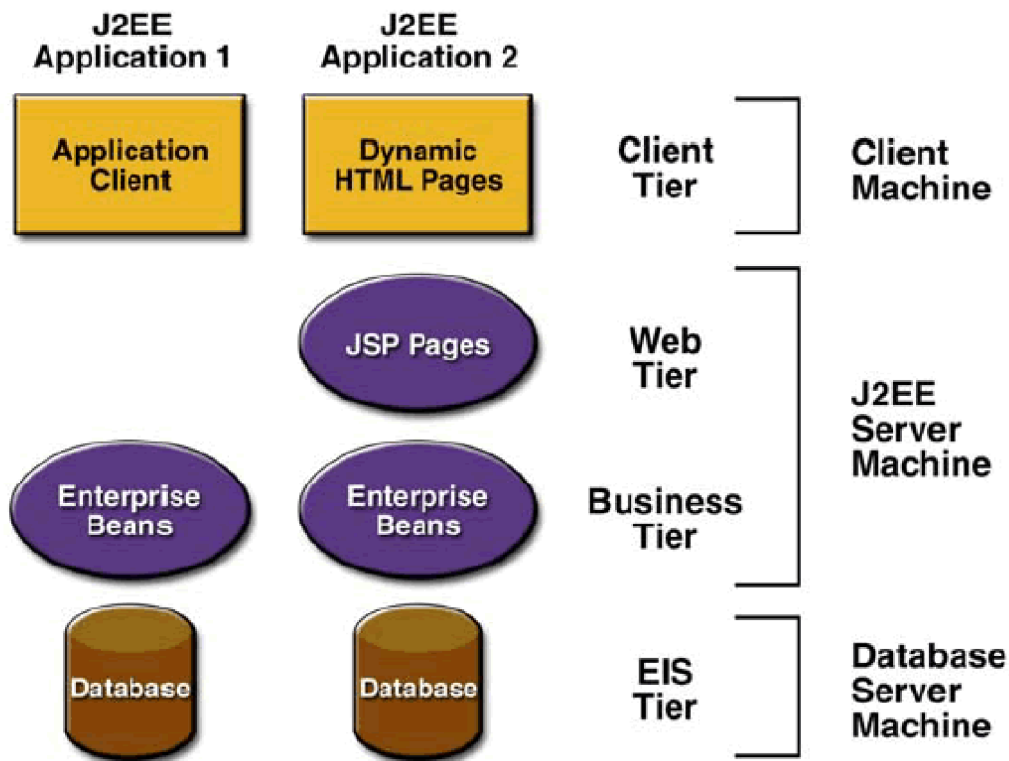 J2EE
Application 1
J2EE
Application 2
Application
Client
Dynamic
HTML Pages
Client
Tier
Client
Machine
JSP Pages
Web
Tier
J2EE
Server
Machine
Enterprise
Beans
Enterprise
Beans
Business
Tier
Database
Database
EIS
Tier
Database
Server
Machine